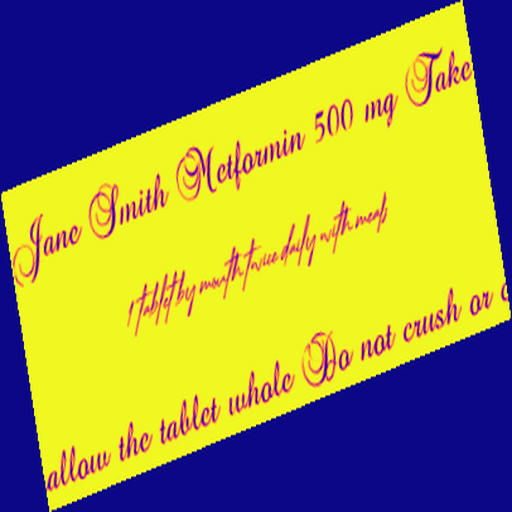 Jane Smith Metformin 500 mg Take
1 tablet by mouth twice daily with meals
allow the tablet whole Do not crush or